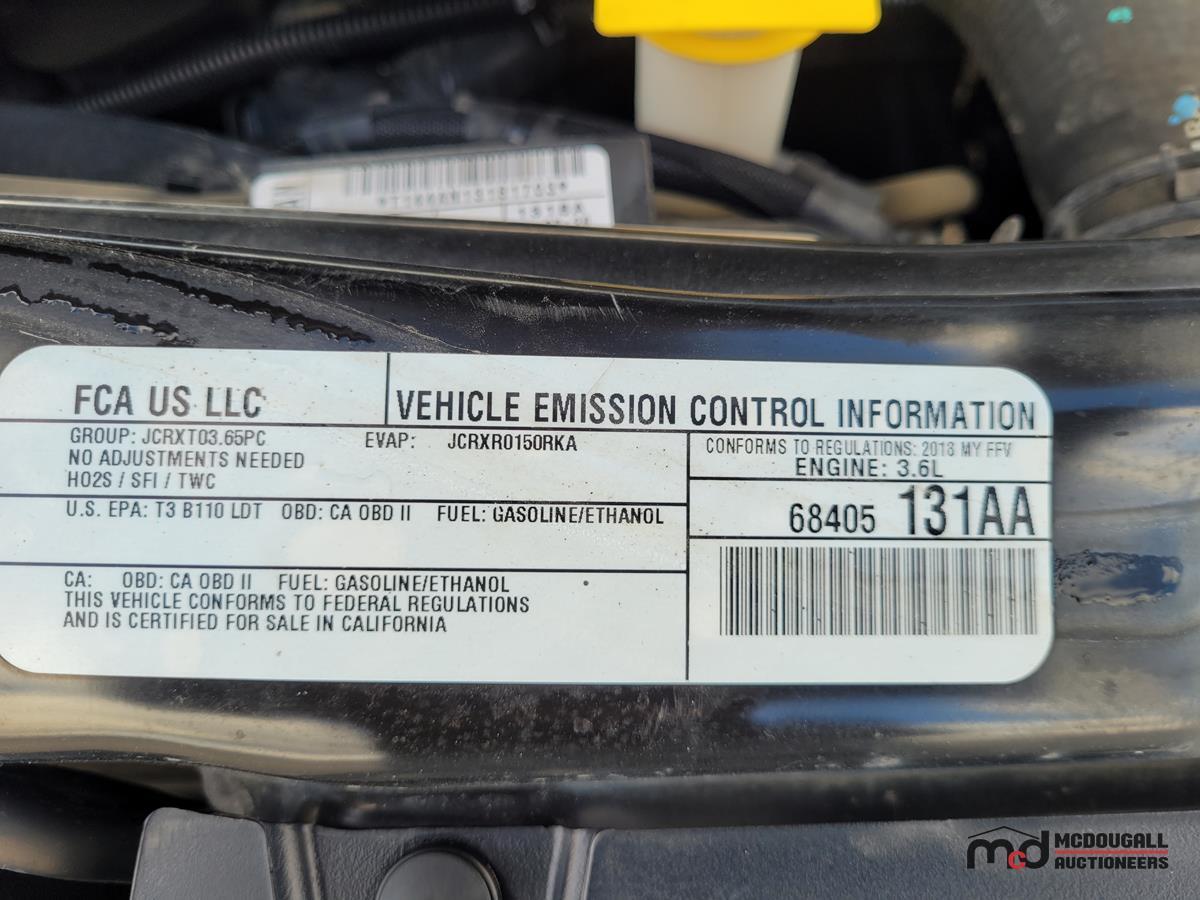 FCA US LLC
VEHICLE EMISSION CONTROL INFORMATION
GROUP: JCRXT03.65PC EVAP: JCRXR0150RKA
NO ADJUSTMENTS NEEDED
HO2S / SFI / TWC
CONFORMS TO REGULATIONS: 2018 MY FFV
ENGINE: 3.6L
U.S. EPA: T3 B110 LDT OBD: CA OBD II FUEL: GASOLINE/ETHANOL
68405 131AA
CA: OBD: CA OBD II FUEL: GASOLINE/ETHANOL
THIS VEHICLE CONFORMS TO FEDERAL REGULATIONS
AND IS CERTIFIED FOR SALE IN CALIFORNIA
mcd MCDOUGALL
AUCTIONEERS